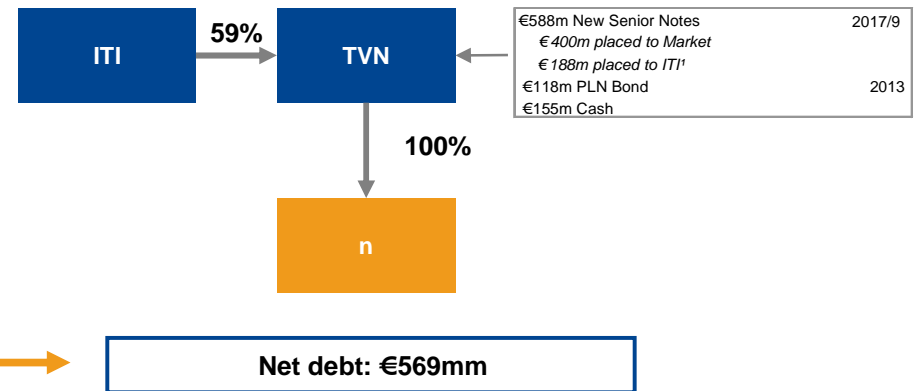 €588m New Senior Notes 2017/9
59%
€400m placed to Market
ITI
TVN
€188m placed to ITI¹
€118m PLN Bond 2013
€155m Cash
100%
n
Net debt: €569mm